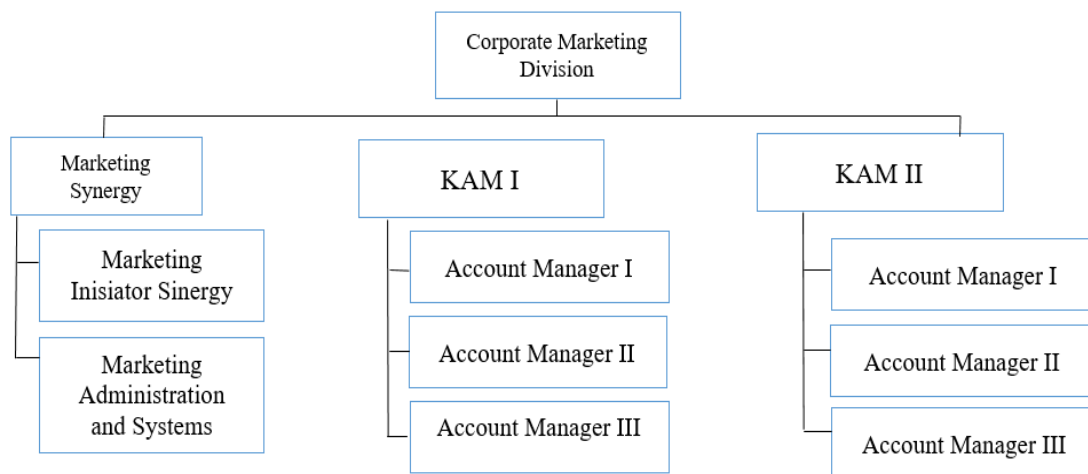 Corporate Marketing
Division
Marketing
Synergy
KAM I
KAM II
Marketing
Inisiator Sinergy
Marketing
Administration
and Systems
Account Manager I
Account Manager II
Account Manager III
Account Manager I
Account Manager II
Account Manager III